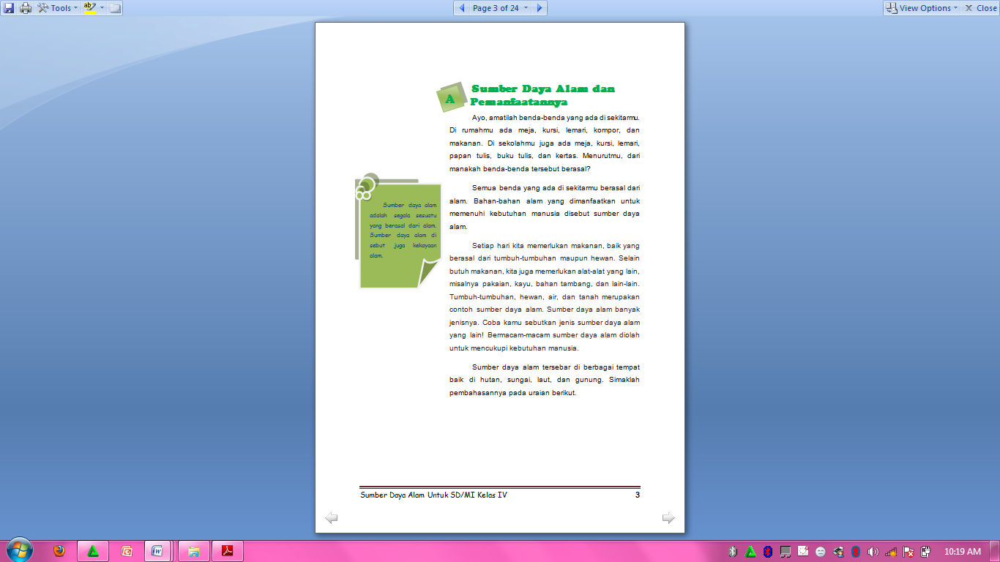 Tools
Page 3 of 24
View Options
Close
A
Sumber Daya Alam dan
Pemanfaatannya
Ayo, amatilah benda-benda yang ada di sekitarmu.
Di rumahmu ada meja, kursi, lemari, kompor, dan
makanan. Di sekolahmu juga ada meja, kursi, lemari,
papan tulis, buku tulis, dan kertas. Menurutmu, dari
manakah benda-benda tersebut berasal?
Semua benda yang ada di sekitarmu berasal dari
alam. Bahan-bahan alam yang dimanfaatkan untuk
memenuhi kebutuhan manusia disebut sumber daya
alam.
Setiap hari kita memerlukan makanan, baik yang
berasal dari tumbuh-tumbuhan maupun hewan. Selain
butuh makanan, kita juga memerlukan alat-alat yang lain,
misalnya pakaian, kayu, bahan tambang, dan lain-lain.
Tumbuh-tumbuhan, hewan, air, dan tanah merupakan
contoh sumber daya alam. Sumber daya alam banyak
jenisnya. Coba kamu sebutkan jenis sumber daya alam
yang lain! Bermacam-macam sumber daya alam diolah
untuk mencukupi kebutuhan manusia.
Sumber daya alam tersebar di berbagai tempat
baik di hutan, sungai, laut, dan gunung. Simaklah
pembahasannya pada uraian berikut.
Sumber daya alam
adalah segala sesuatu
yang berasal dari alam.
Sumber daya alam di
sebut juga kekayaan
alam.
Sumber Daya Alam Untuk SD/MI Kelas IV 3
10:19 AM